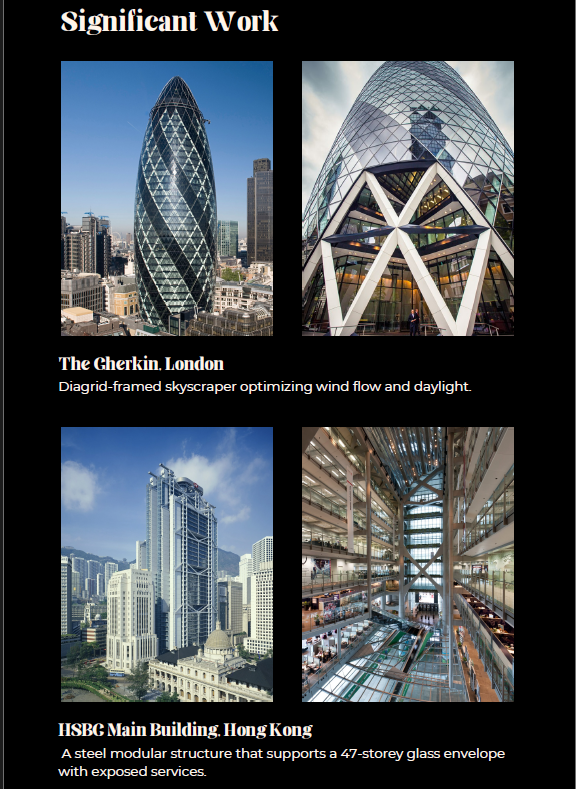 Significant Work
The Gherkin, London
Diagrid-framed skyscraper optimizing wind flow and daylight.
HSBC Main Building, Hong Kong
A steel modular structure that supports a 47-storey glass envelope
with exposed services.